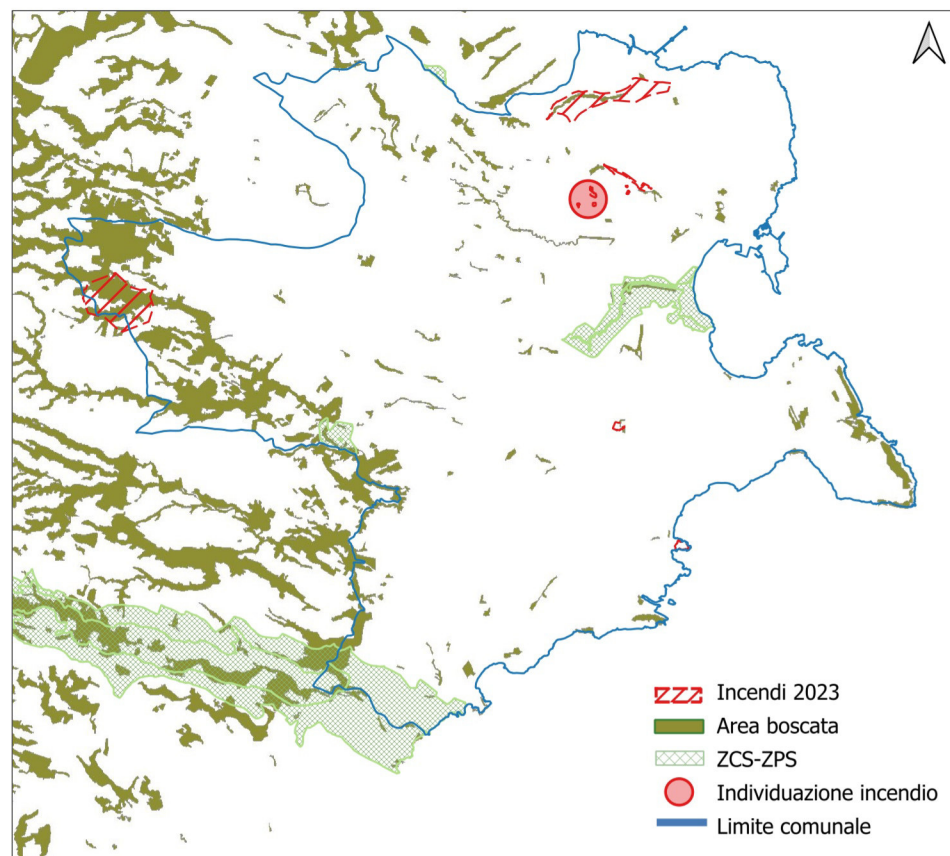 Incendi 2023
Area boscata
ZCS-ZPS
Individuazione incendio
Limite comunale